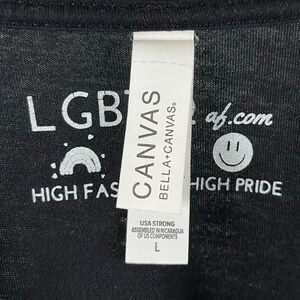 LGBT af.com
HIGH FAS HIGH PRIDE
CANVAS
BELLA+CANVAS®
USA STRONG
ASSEMBLED IN NICARAGUA
OF US COMPONENTS
L